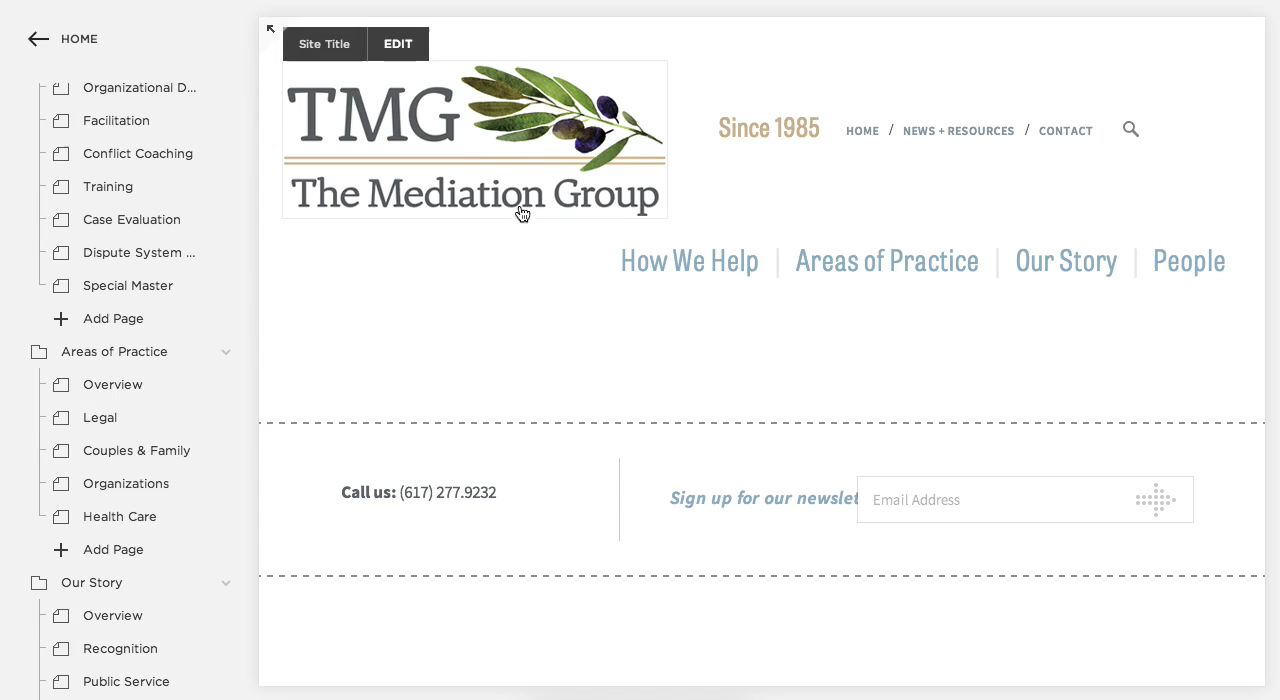 HOME
Organizational D...
Facilitation
Conflict Coaching
Training
Case Evaluation
Dispute System ...
Special Master
Add Page
Areas of Practice
Overview
Legal
Couples & Family
Organizations
Health Care
Add Page
Our Story
Overview
Recognition
Public Service
Site Title EDIT
TMG
The Mediation Group
Since 1985
HOME / NEWS + RESOURCES / CONTACT
How We Help | Areas of Practice | Our Story | People
Call us: (617) 277.9232
Sign up for our newslet
Email Address